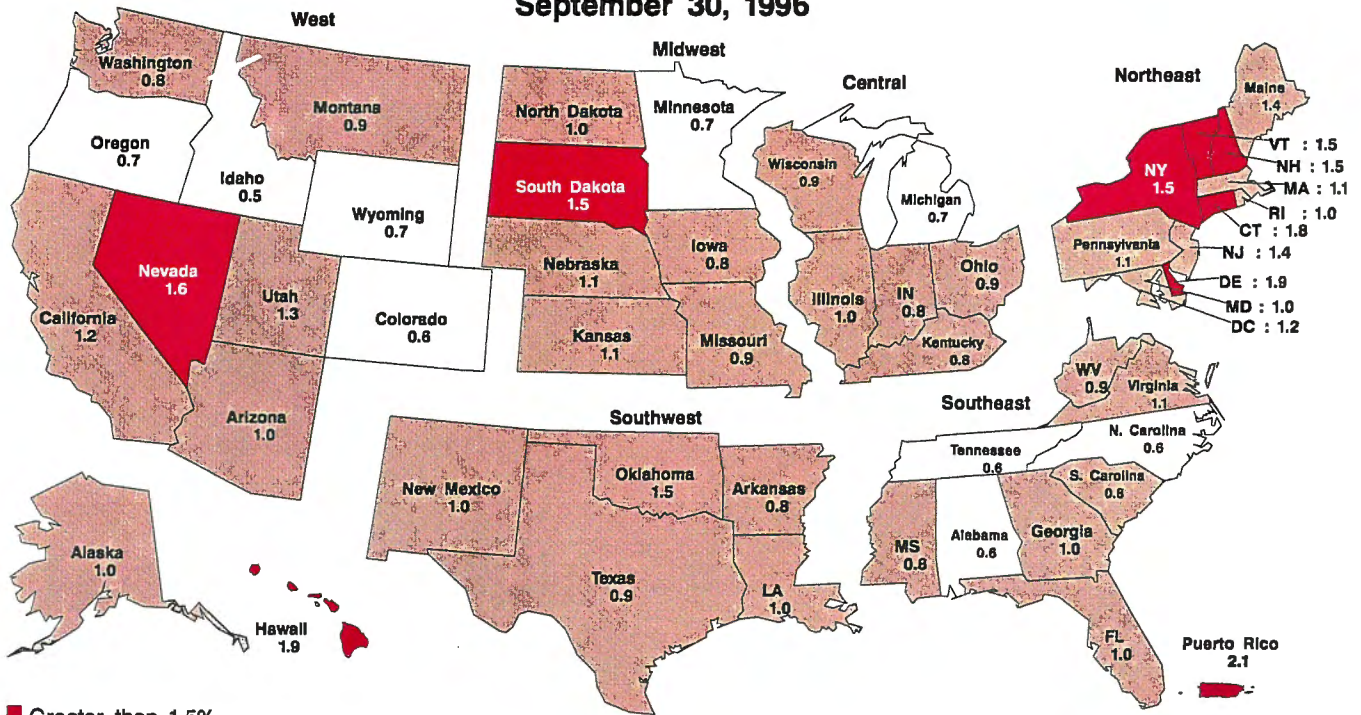 September 30, 1996
West
Midwest
Central
Northeast
Washington
0.8
Montana
0.9
Oregon
0.7
Idaho
0.5
Wyoming
0.7
Nevada
1.6
Utah
1.3
Colorado
0.6
California
1.2
Arizona
1.0
Alaska
1.0
Hawaii
1.9
North Dakota
1.0
Minnesota
0.7
South Dakota
1.5
Nebraska
1.1
Iowa
0.8
Kansas
1.1
Missouri
0.9
Wisconsin
0.9
Michigan
0.7
Illinois
1.0
IN
0.8
Ohio
0.9
Kentucky
0.8
Maine
1.4
VT : 1.5
NH : 1.5
MA : 1.1
RI : 1.0
CT : 1.8
NJ : 1.4
DE : 1.9
MD : 1.0
DC : 1.2
NY
1.5
Pennsylvania
1.1
Southwest
New Mexico
1.0
Oklahoma
1.5
Arkansas
0.8
Texas
0.9
LA
1.0
Southeast
WV
0.9
Virginia
1.1
Tennessee
0.6
N. Carolina
0.6
S. Carolina
0.8
MS
0.8
Alabama
0.6
Georgia
1.0
FL
1.0
Puerto Rico
2.1
Greater than 1.5%